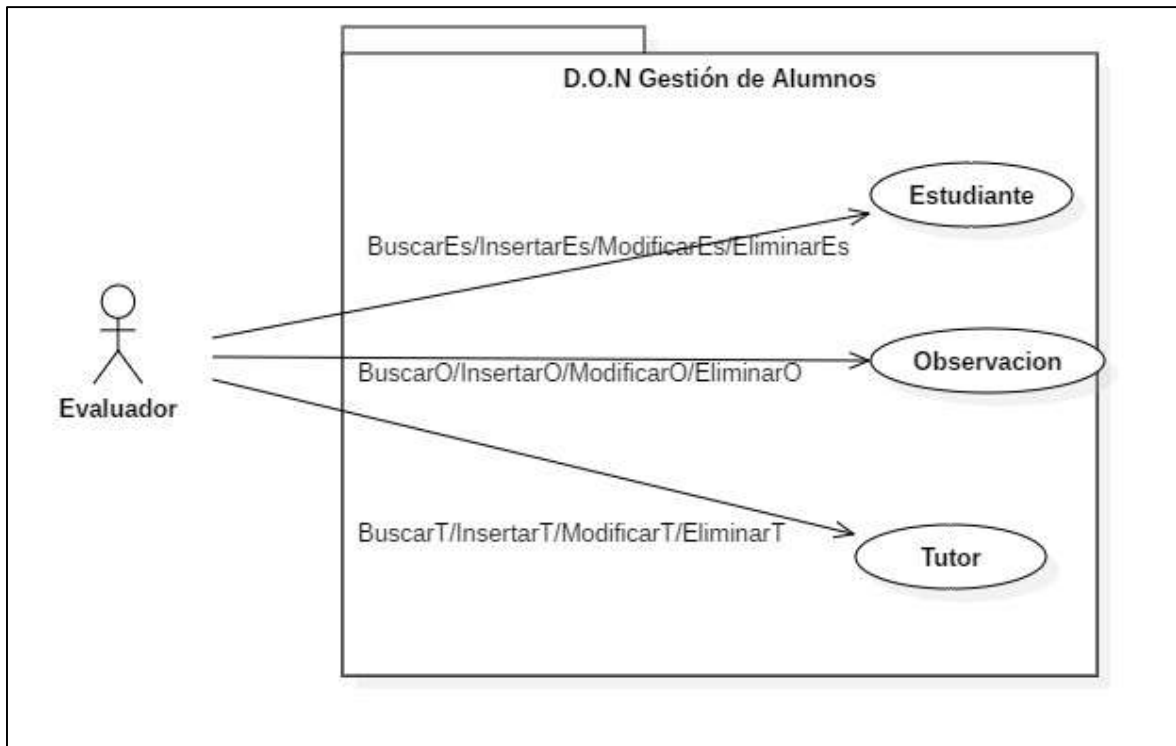 D.O.N Gestión de Alumnos
Estudiante
BuscarEs/InsertarEs/ModificarEs/EliminarEs
Observacion
BuscarO/InsertarO/ModificarO/EliminarO
Evaluador
BuscarT/InsertarT/ModificarT/EliminarT
Tutor